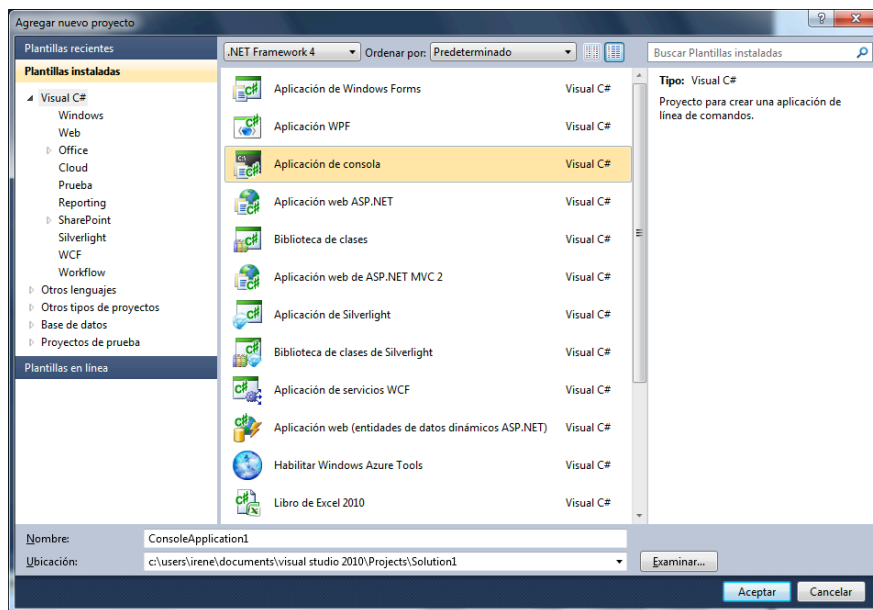 Agregar nuevo proyecto
Plantillas recientes
Plantillas instaladas
Visual C#
Windows
Web
Office
Cloud
Prueba
Reporting
SharePoint
Silverlight
WCF
Workflow
Otros lenguajes
Otros tipos de proyectos
Base de datos
Proyectos de prueba
Plantillas en línea
.NET Framework 4 Ordenar por: Predeterminado
Aplicación de Windows Forms Visual C#
Aplicación WPF Visual C#
Aplicación de consola Visual C#
Aplicación web ASP.NET Visual C#
Biblioteca de clases Visual C#
Aplicación web de ASP.NET MVC 2 Visual C#
Aplicación de Silverlight Visual C#
Biblioteca de clases de Silverlight Visual C#
Aplicación de servicios WCF Visual C#
Aplicación web (entidades de datos dinámicos ASP.NET) Visual C#
Habilitar Windows Azure Tools Visual C#
Libro de Excel 2010 Visual C#
Buscar Plantillas instaladas
Tipo: Visual C#
Proyecto para crear una aplicación de
línea de comandos.
Nombre: ConsoleApplication1
Ubicación: c:\users\irene\documents\visual studio 2010\Projects\Solution1 Examinar...
Aceptar Cancelar